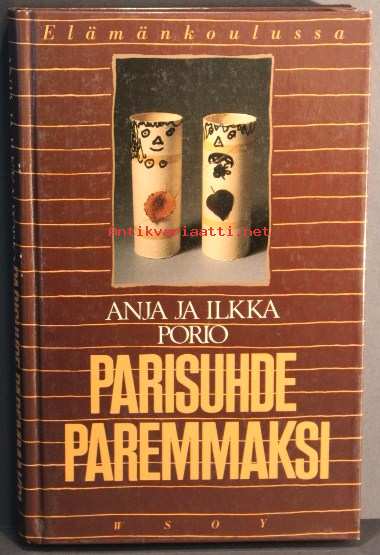 Elämänkoulussa
Antikvariaatti.net
ANJA JA ILKKA
PORIO
PARISUHDE
PAREMMAKSI
WSOY